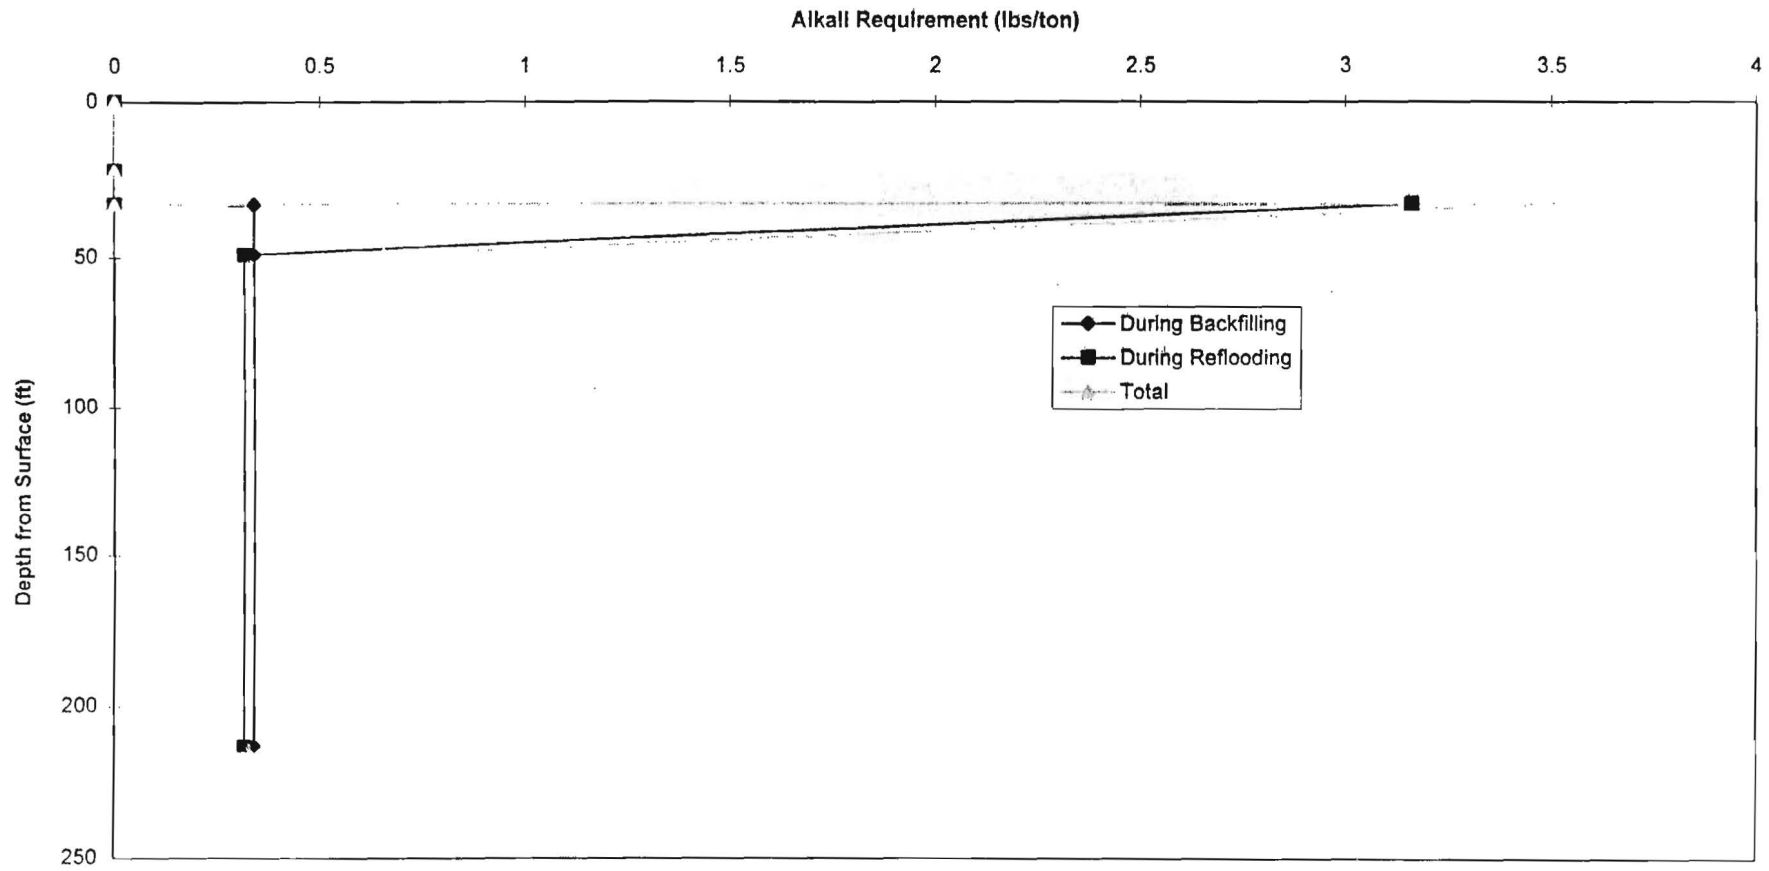 Alkali Requirement (lbs/ton)
0 0.5 1 1.5 2 2.5 3 3.5 4
0
50
100
150
200
250
Depth from Surface (ft)
During Backfilling
During Reflooding
Total